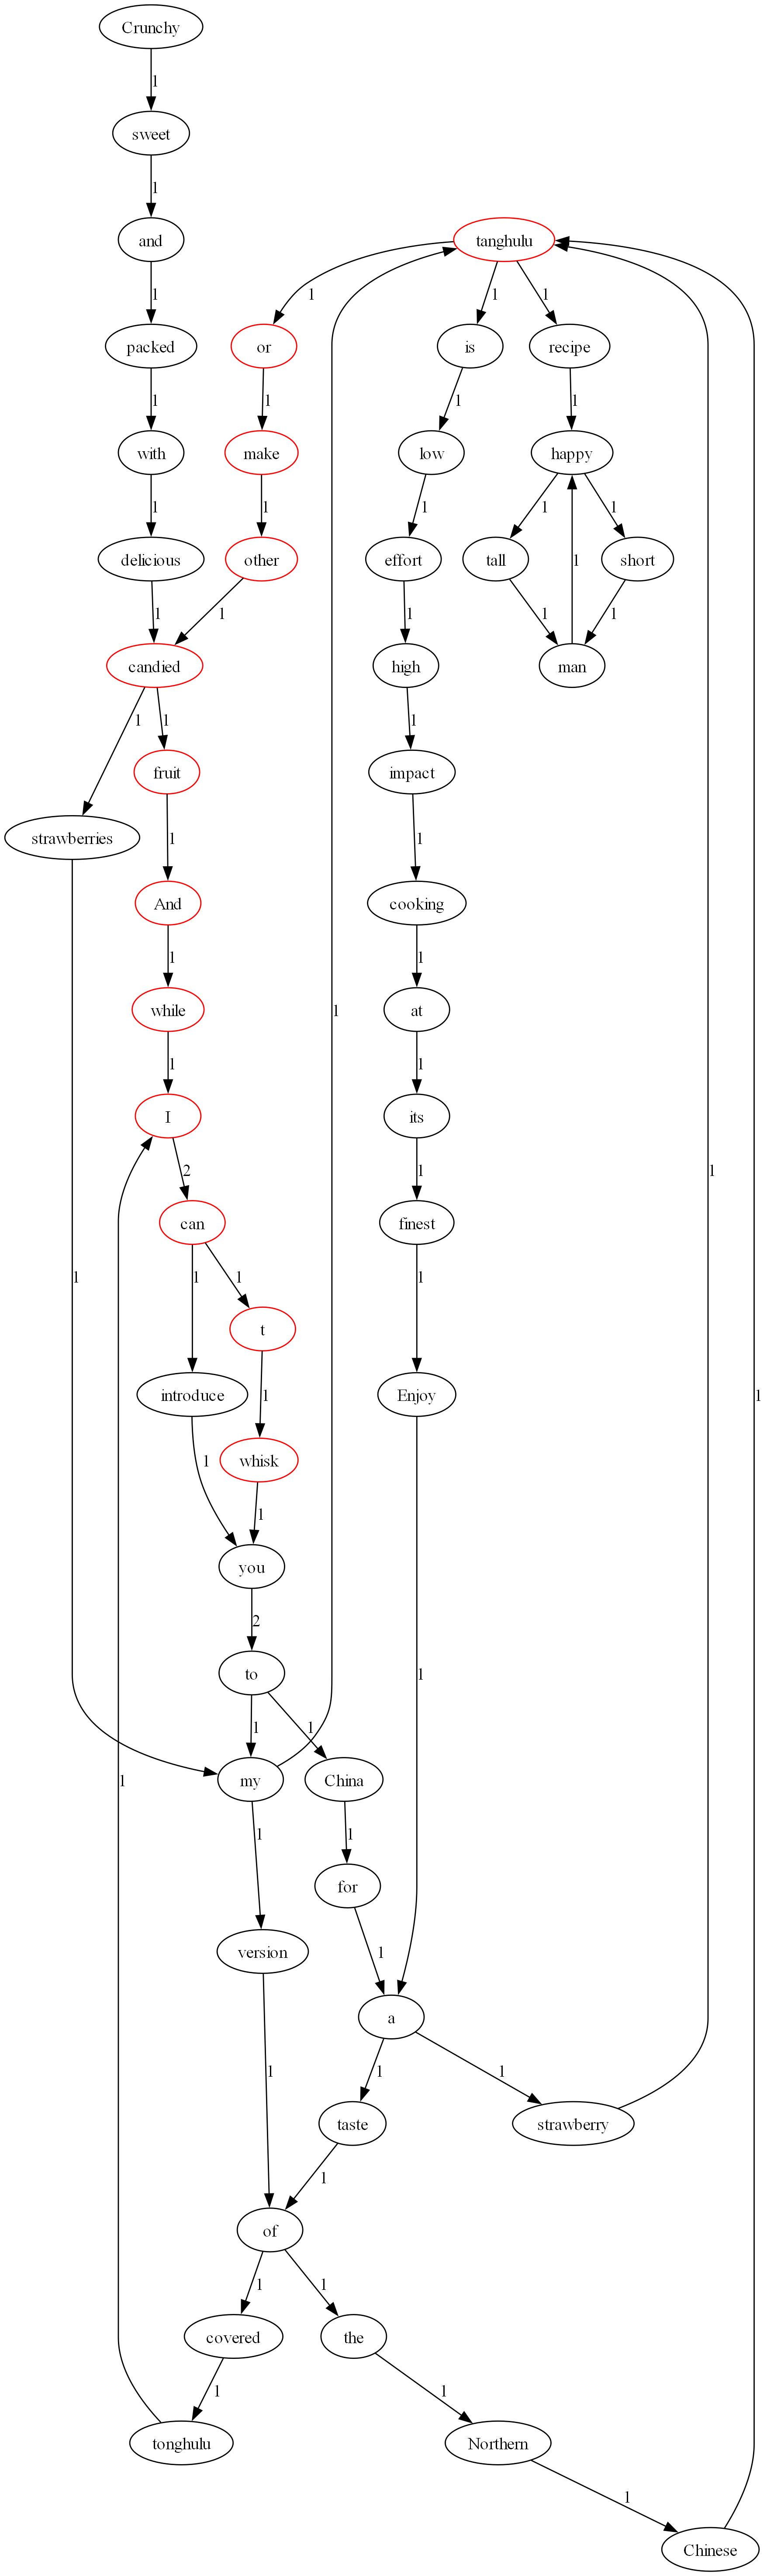 Crunchy
1
sweet
1
and
tanghulu
1
1
1
1
packed
or
is
recipe
1
1
1
1
with
make
low
happy
1
1
1
1
1
delicious
other
effort
tall
short
1
1
1
1
1
1
candied
high
man
1
1
1
fruit
impact
strawberries
1
1
And
cooking
1
1
while
at
1
1
1
I
its
2
1
1
1
can
finest
1
1
1
1
t
introduce
1
Enjoy
1
1
whisk
1
you
2
to
1
1
1
my
China
1
1
1
for
version
1
a
1
1
1
taste
strawberry
1
of
1
1
covered
the
1
1
tonghulu
Northern
1
Chinese